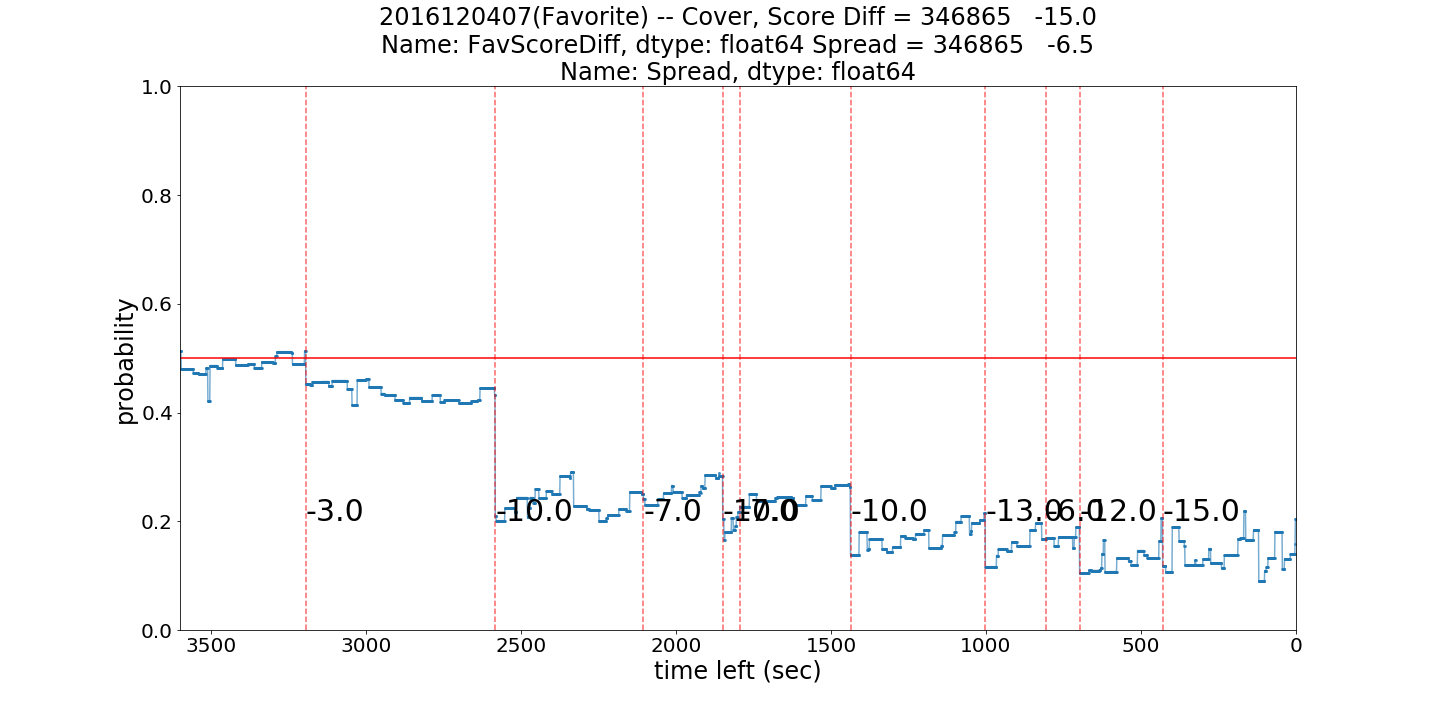 2016120407(Favorite) -- Cover, Score Diff = 346865 -15.0
Name: FavScoreDiff, dtype: float64 Spread = 346865 -6.5
Name: Spread, dtype: float64
1.0
0.8
0.6
0.4
0.2
0.0
probability
-3.0
-10.0
-7.0
-10.0
-13.0
-6.0
-12.0
-15.0
3500 3000 2500 2000 1500 1000 500 0
time left (sec)